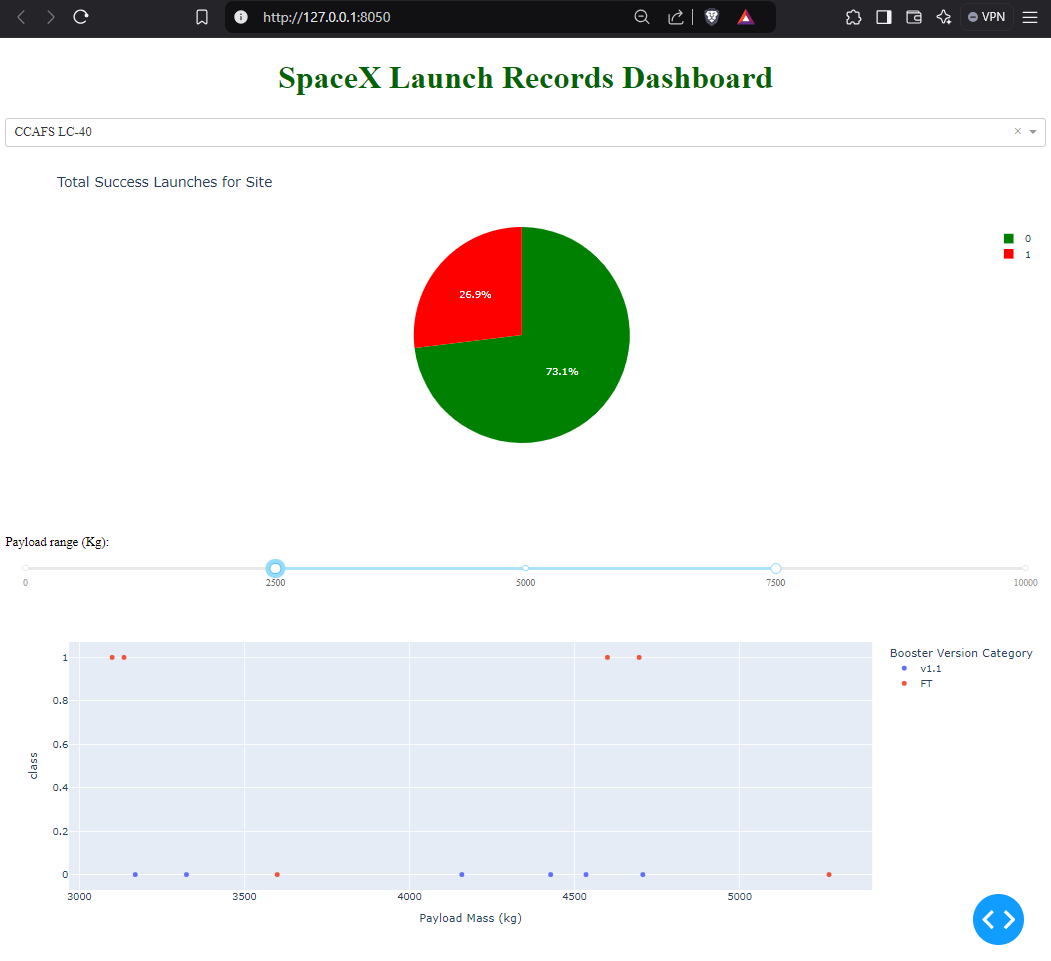 http://127.0.0.1:8050
VPN
SpaceX Launch Records Dashboard
CCAFS LC-40
×
Total Success Launches for Site
0
1
26.9%
73.1%
Payload range (Kg):
0 2500 5000 7500 10000
Booster Version Category
v1.1
FT
1
0.8
0.6
0.4
0.2
0
class
3000 3500 4000 4500 5000
Payload Mass (kg)